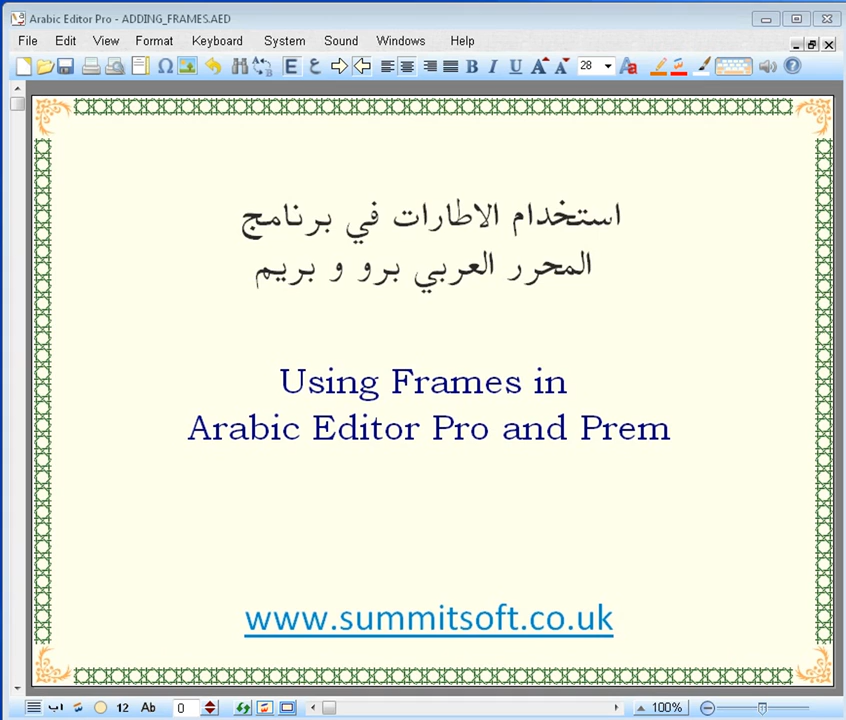 Arabic Editor Pro - ADDING_FRAMES.AED
File Edit View Format Keyboard System Sound Windows Help
Ω E ع B I U A A 28 Aa
استخدام الاطارات في برنامج
المحرر العربي برو و بريم
Using Frames in
Arabic Editor Pro and Prem
www.summitsoft.co.uk
12 Ab 0 100%